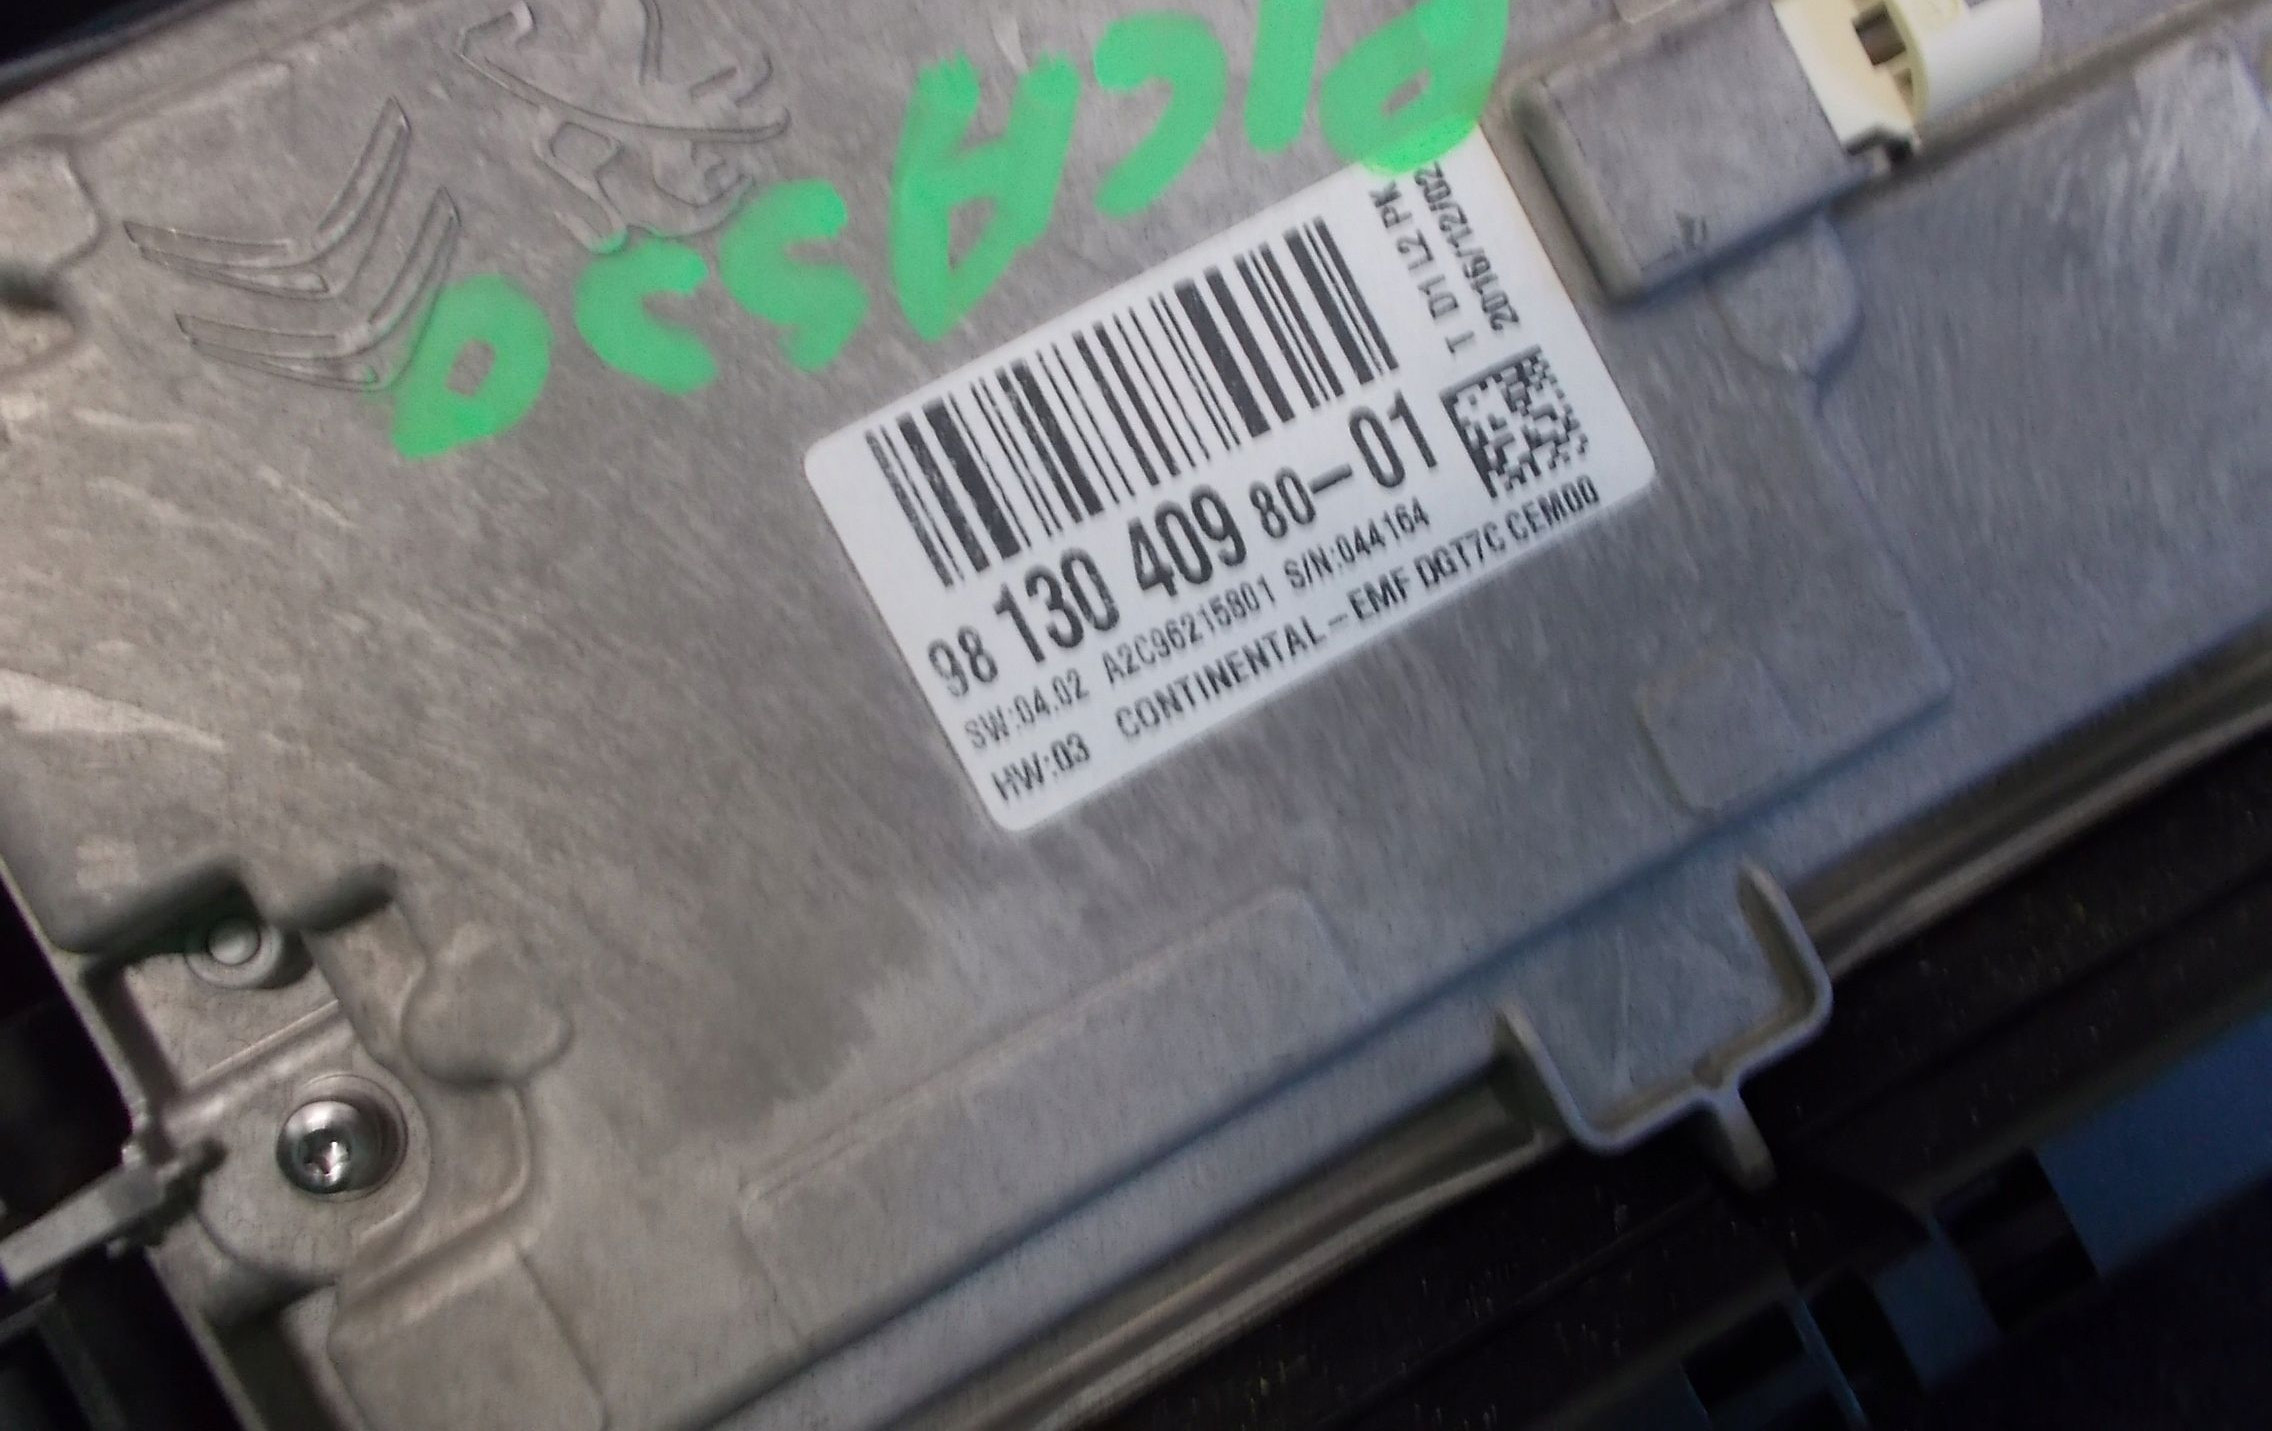 PICASSO
98 130 409 80-01
SW:04.02 A2C96215801 S/N:044164
HW:03 CONTINENTAL-EMF DGT7C CEM00
T D1 L2 PK
2016/12/02